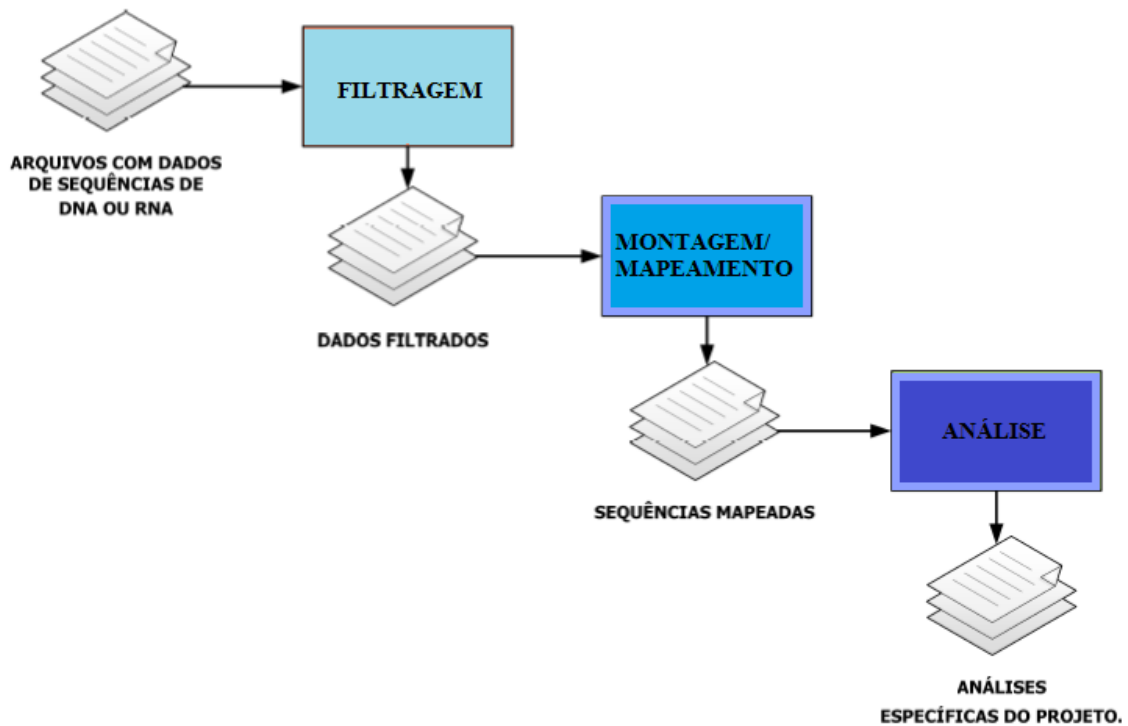 FILTRAGEM
ARQUIVOS COM DADOS
DE SEQUÊNCIAS DE
DNA OU RNA
MONTAGEM/
MAPEAMENTO
DADOS FILTRADOS
ANÁLISE
SEQUÊNCIAS MAPEADAS
ANÁLISES
ESPECÍFICAS DO PROJETO.